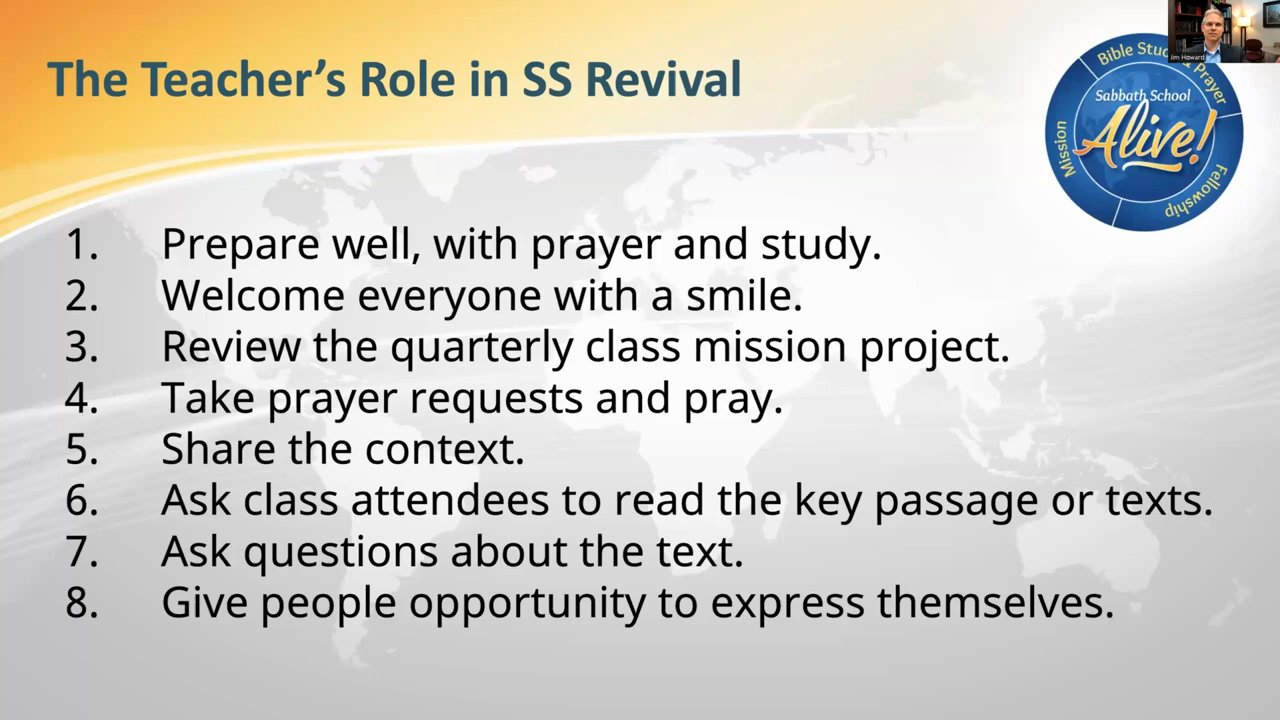 The Teacher's Role in SS Revival
Bible Study & Prayer
Sabbath School
Alive!
Mission
Fellowship
Jim Howard
1. Prepare well, with prayer and study.
2. Welcome everyone with a smile.
3. Review the quarterly class mission project.
4. Take prayer requests and pray.
5. Share the context.
6. Ask class attendees to read the key passage or texts.
7. Ask questions about the text.
8. Give people opportunity to express themselves.